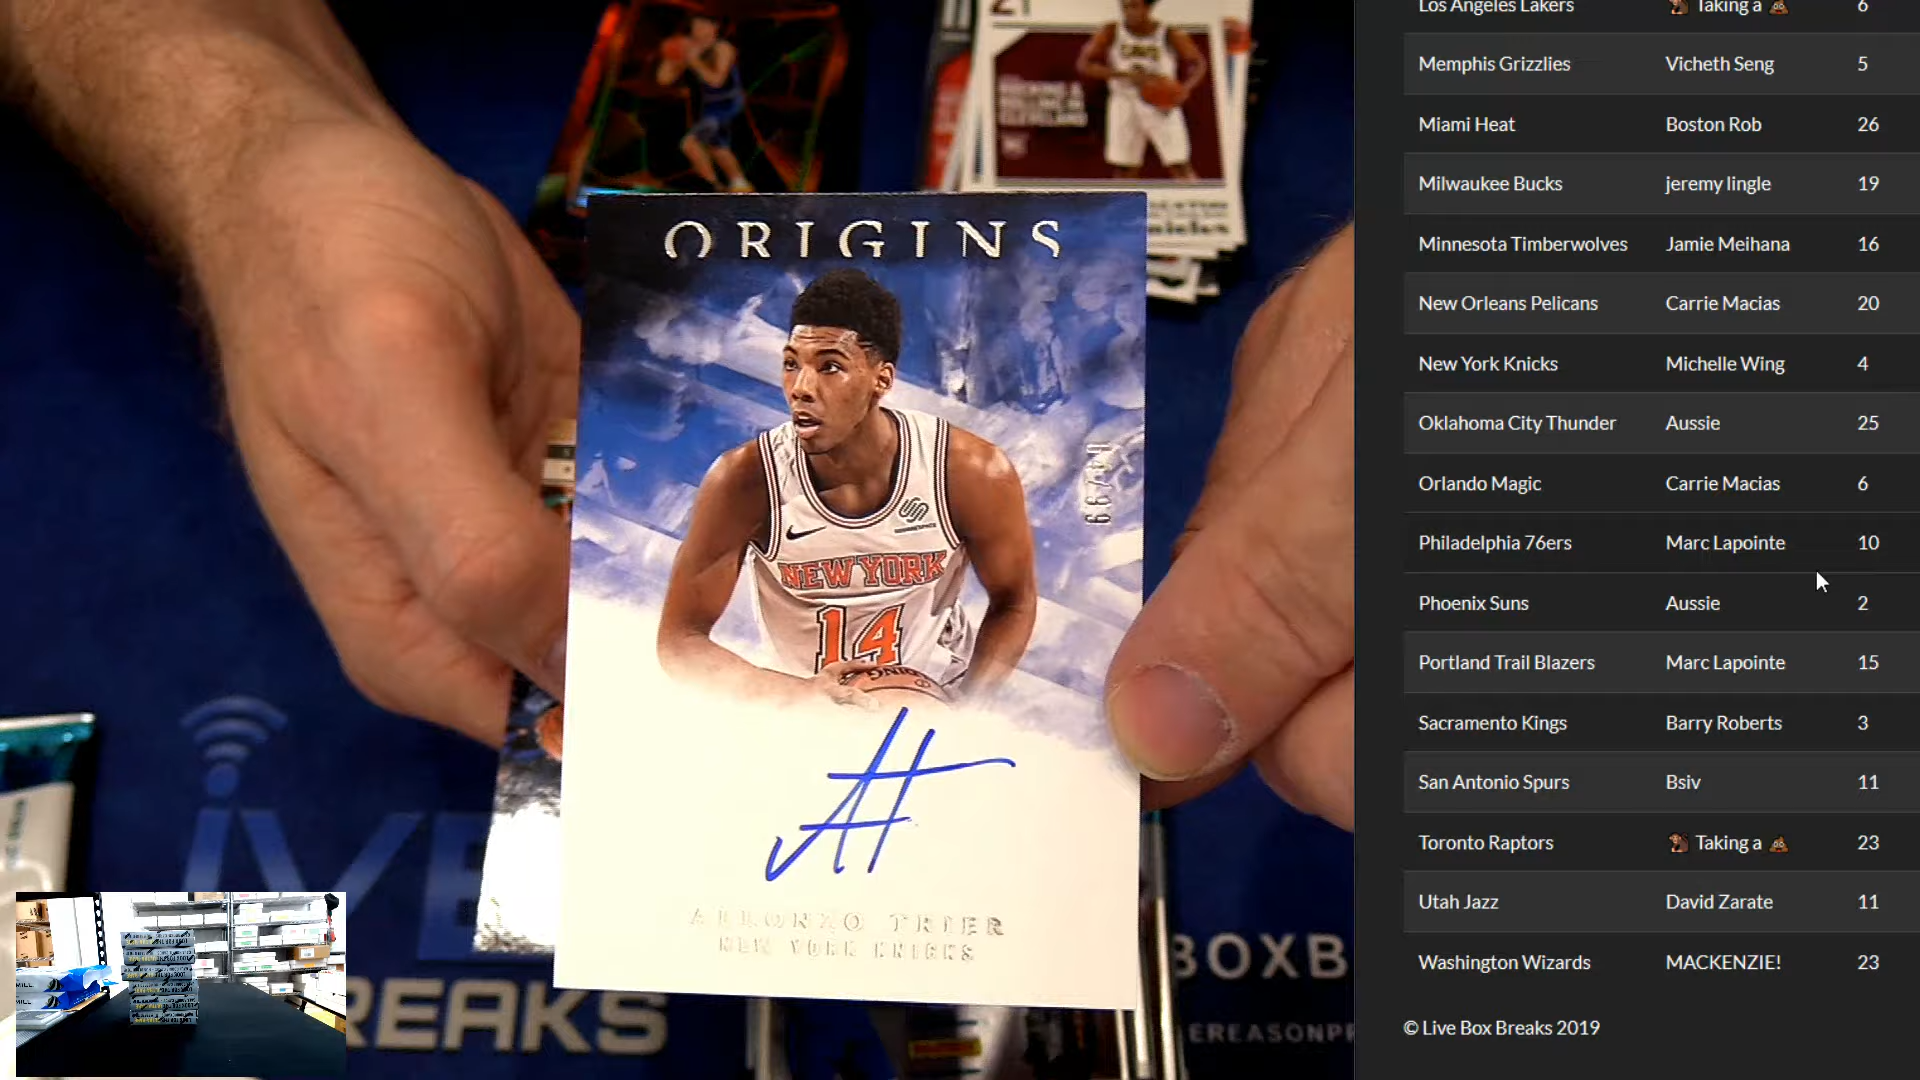 ORIGINS
NEW YORK
14
ALLONZO TRIER
NEW YORK KNICKS
REAKS
BOXB
EREASONPR
Los Angeles Lakers Taking a 6
Memphis Grizzlies Vicheth Seng 5
Miami Heat Boston Rob 26
Milwaukee Bucks jeremy lingle 19
Minnesota Timberwolves Jamie Meihana 16
New Orleans Pelicans Carrie Macias 20
New York Knicks Michelle Wing 4
Oklahoma City Thunder Aussie 25
Orlando Magic Carrie Macias 6
Philadelphia 76ers Marc Lapointe 10
Phoenix Suns Aussie 2
Portland Trail Blazers Marc Lapointe 15
Sacramento Kings Barry Roberts 3
San Antonio Spurs Bsiv 11
Toronto Raptors Taking a 23
Utah Jazz David Zarate 11
Washington Wizards MACKENZIE! 23
© Live Box Breaks 2019